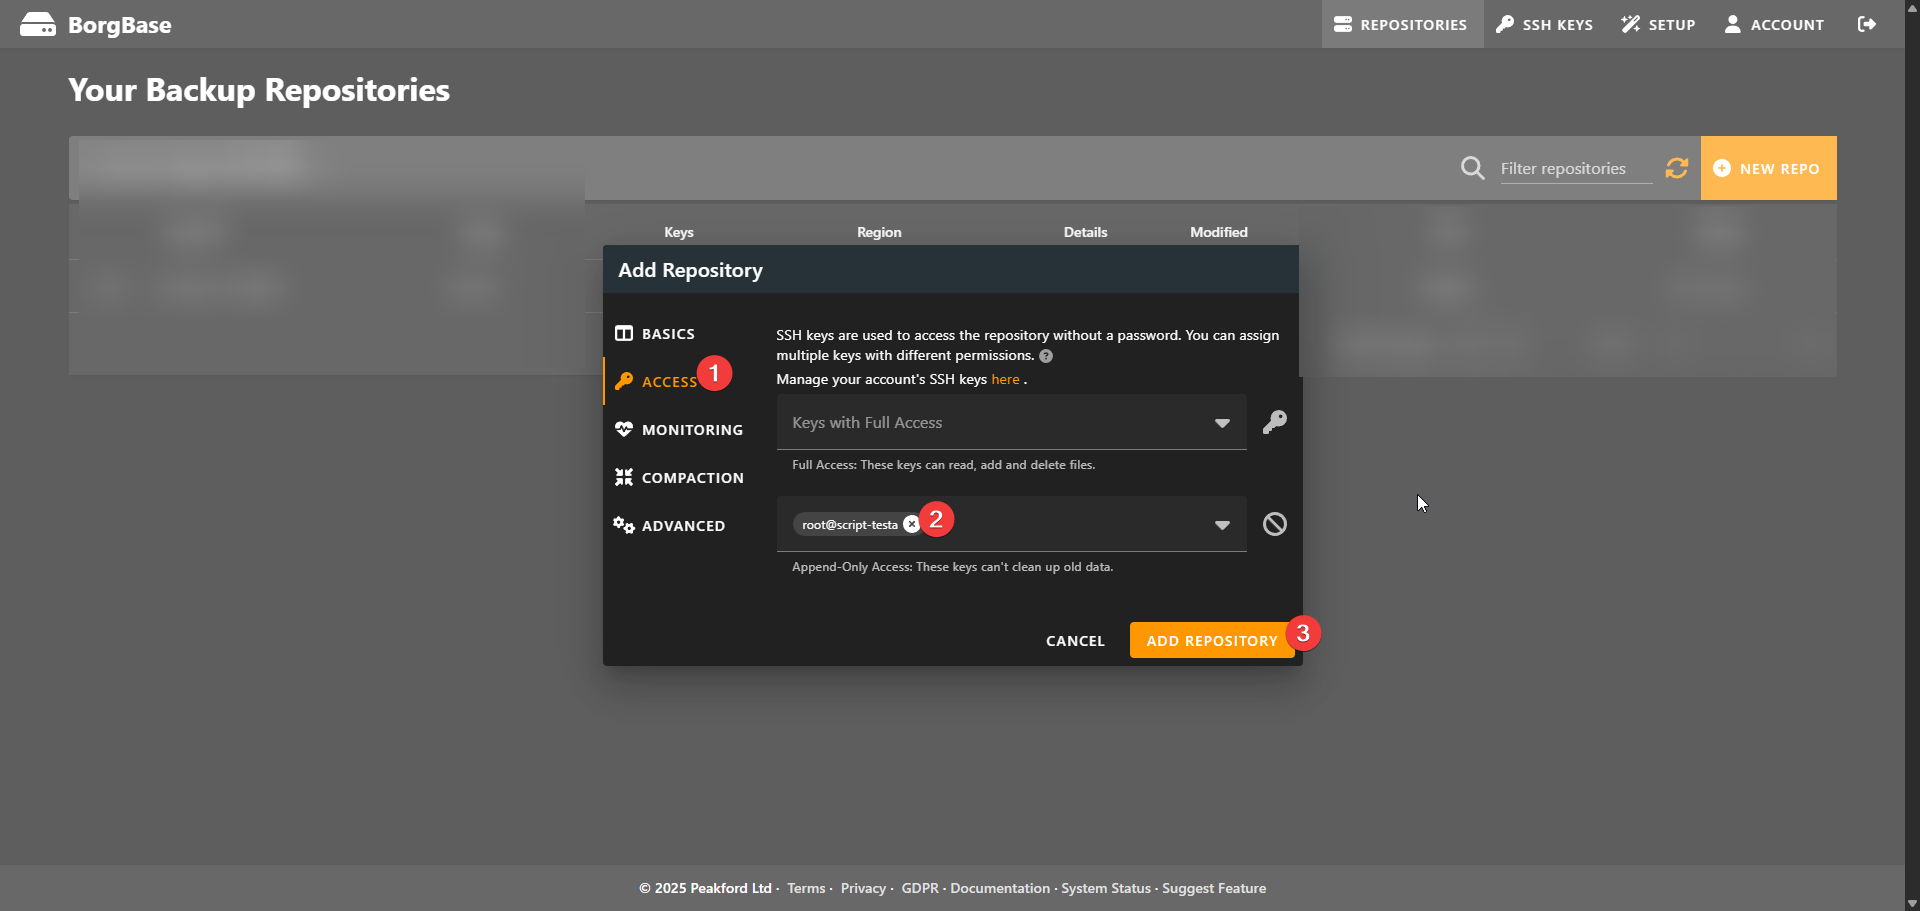 BorgBase
REPOSITORIES
SSH KEYS
SETUP
ACCOUNT
Your Backup Repositories
Filter repositories
NEW REPO
Keys
Region
Details
Modified
Add Repository
BASICS
ACCESS
1
MONITORING
COMPACTION
ADVANCED
SSH keys are used to access the repository without a password. You can assign
multiple keys with different permissions. ?
Manage your account's SSH keys here .
Keys with Full Access
Full Access: These keys can read, add and delete files.
root@script-testa
2
Append-Only Access: These keys can't clean up old data.
CANCEL
ADD REPOSITORY
3
© 2025 Peakford Ltd · Terms · Privacy · GDPR · Documentation · System Status · Suggest Feature